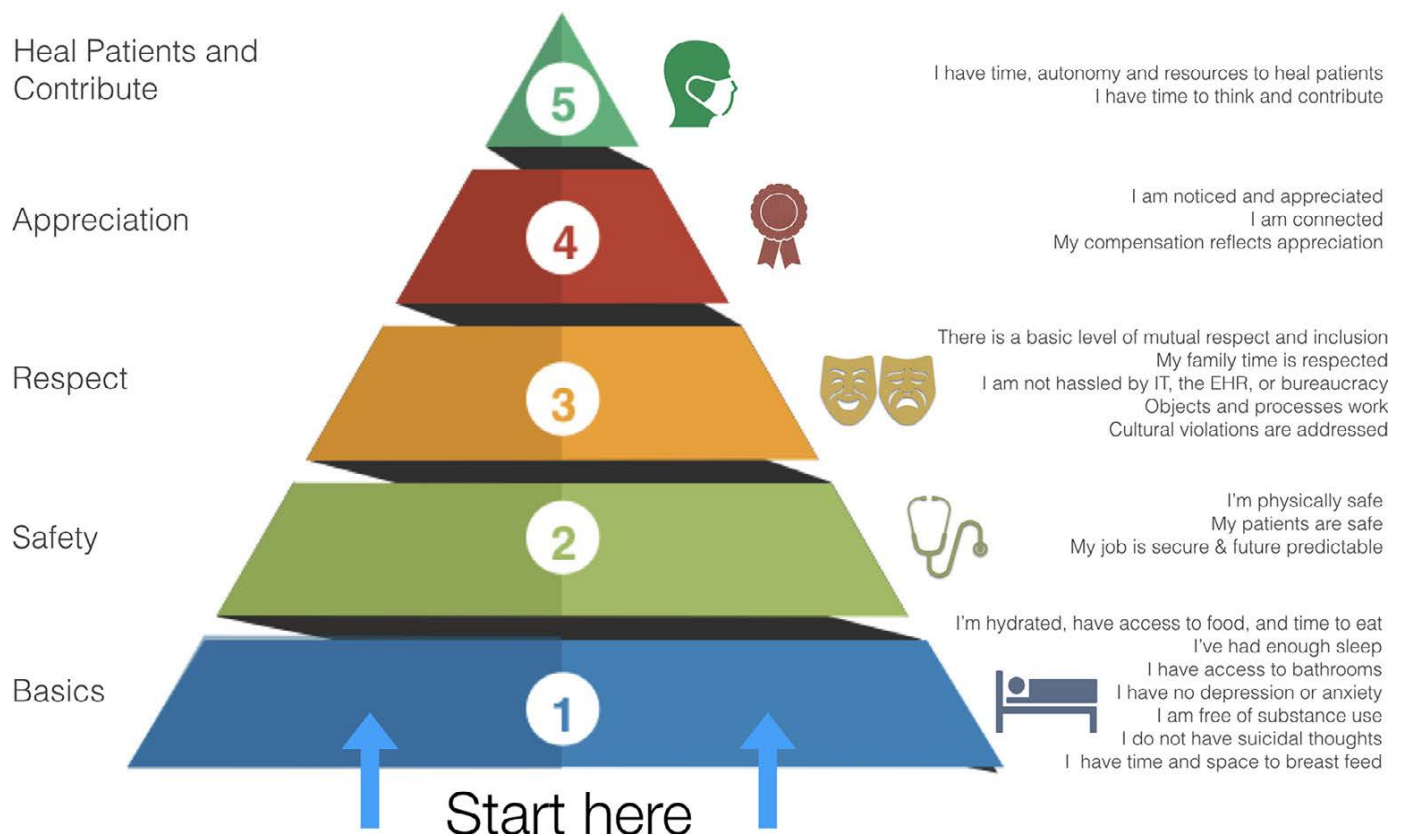 Heal Patients and
Contribute
5
I have time, autonomy and resources to heal patients
I have time to think and contribute
Appreciation
4
I am noticed and appreciated
I am connected
My compensation reflects appreciation
Respect
3
There is a basic level of mutual respect and inclusion
My family time is respected
I am not hassled by IT, the EHR, or bureaucracy
Objects and processes work
Cultural violations are addressed
Safety
2
I'm physically safe
My patients are safe
My job is secure & future predictable
Basics
1
I'm hydrated, have access to food, and time to eat
I've had enough sleep
I have access to bathrooms
I have no depression or anxiety
I am free of substance use
I do not have suicidal thoughts
I have time and space to breast feed
Start here